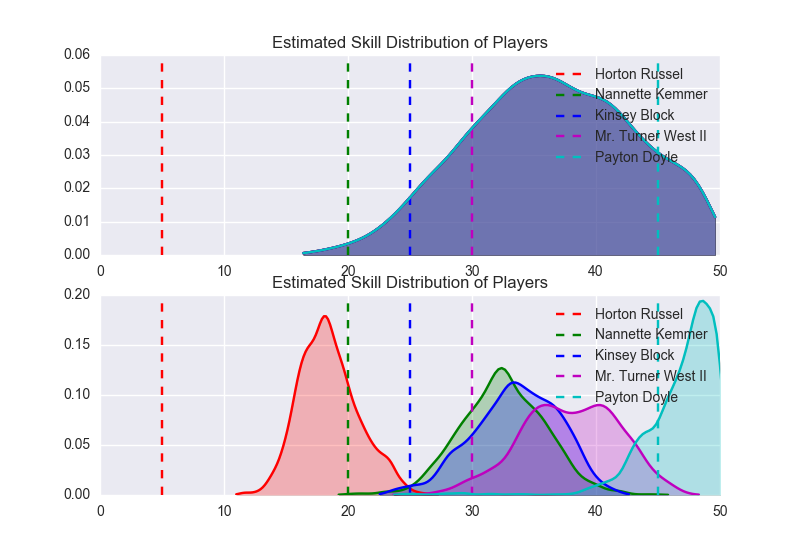 Estimated Skill Distribution of Players
0.06
0.05
0.04
0.03
0.02
0.01
0.00
Horton Russel
Nannette Kemmer
Kinsey Block
Mr. Turner West II
Payton Doyle
0 10 20 30 40 50
Estimated Skill Distribution of Players
0.20
0.15
0.10
0.05
0.00
Horton Russel
Nannette Kemmer
Kinsey Block
Mr. Turner West II
Payton Doyle
0 10 20 30 40 50